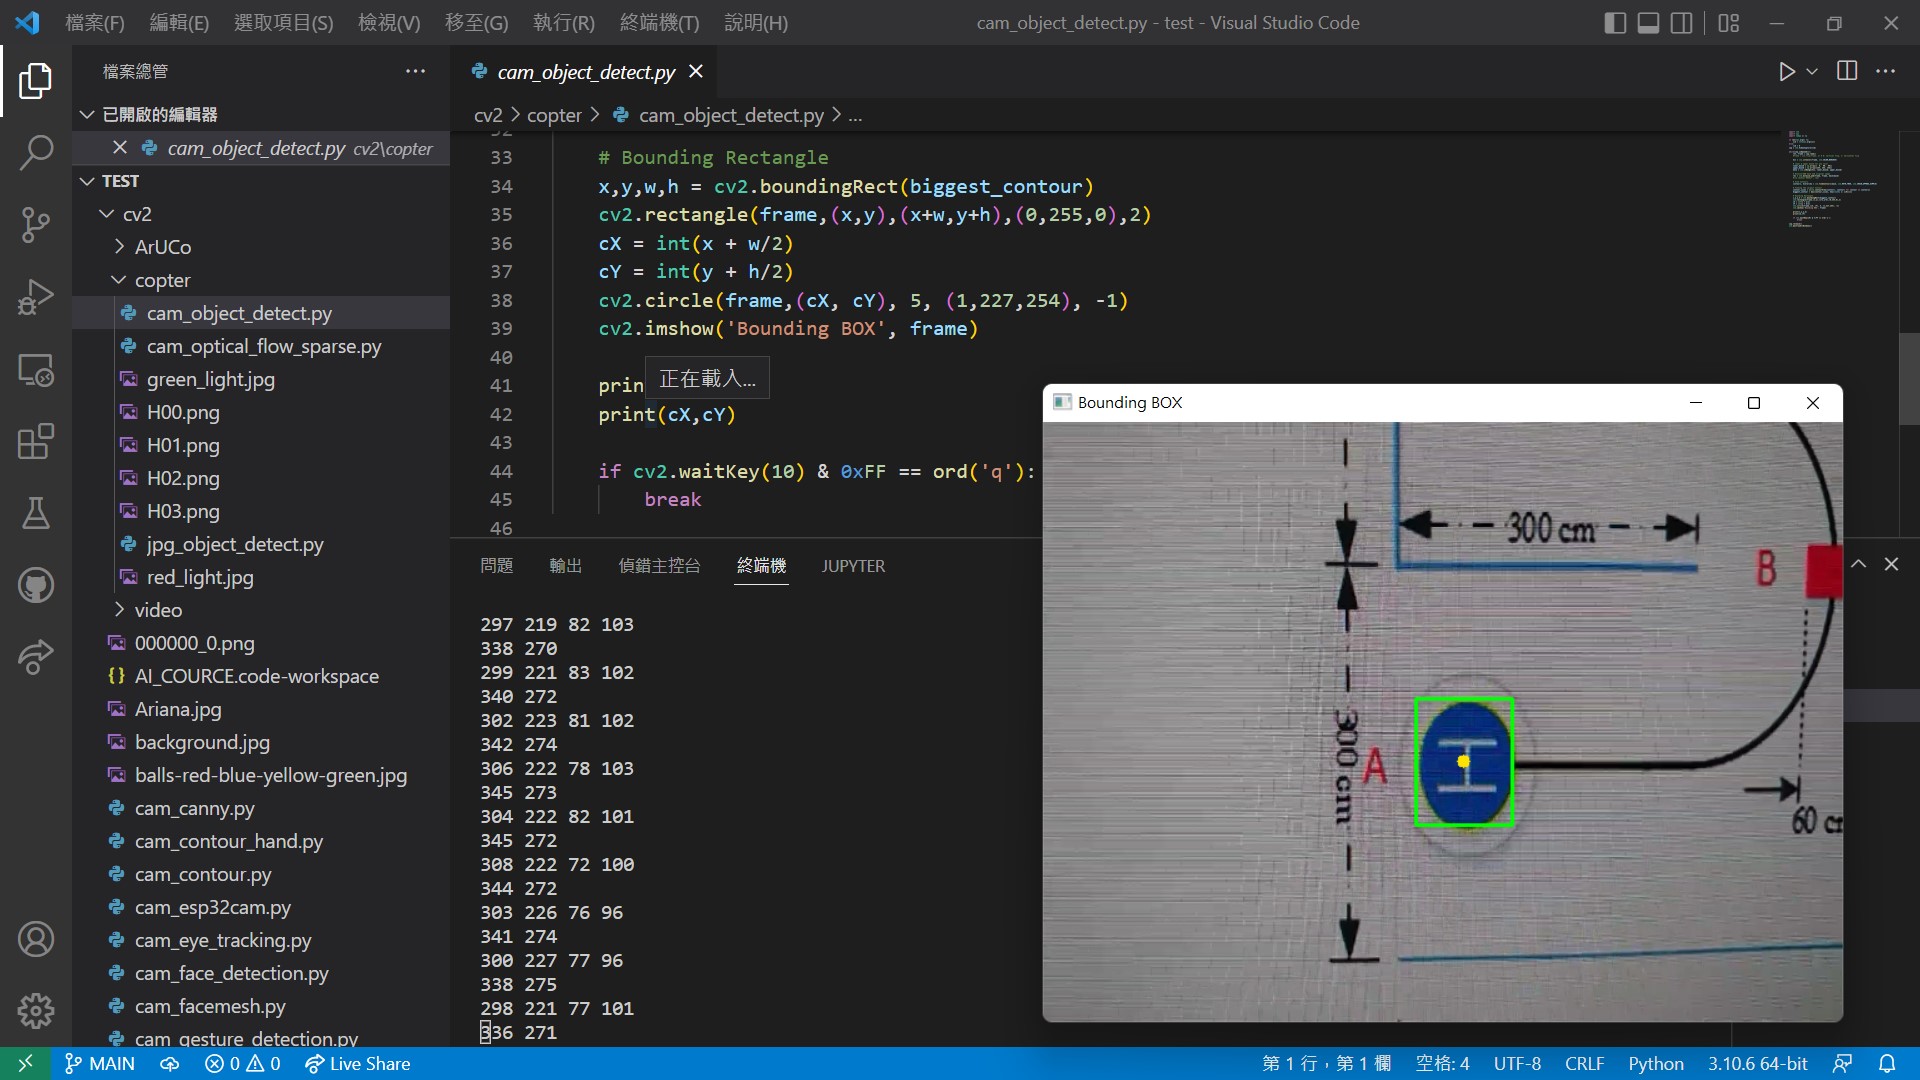 檔案(F) 編輯(E) 選取項目(S) 檢視(V) 移至(G) 執行(R) 終端機(T) 說明(H)
cam_object_detect.py - test - Visual Studio Code
檔案總管
已開啟的編輯器
cam_object_detect.py cv2\copter
TEST
cv2
ArUCo
copter
cam_object_detect.py
cam_optical_flow_sparse.py
green_light.jpg
H00.png
H01.png
H02.png
H03.png
jpg_object_detect.py
red_light.jpg
video
000000_0.png
AI_COURCE.code-workspace
Ariana.jpg
background.jpg
balls-red-blue-yellow-green.jpg
cam_canny.py
cam_contour_hand.py
cam_contour.py
cam_esp32cam.py
cam_eye_tracking.py
cam_face_detection.py
cam_facemesh.py
cam_gesture_detection.py
cam_object_detect.py
cv2 > copter > cam_object_detect.py > ...
32
33 # Bounding Rectangle
34 x,y,w,h = cv2.boundingRect(biggest_contour)
35 cv2.rectangle(frame,(x,y),(x+w,y+h),(0,255,0),2)
36 cX = int(x + w/2)
37 cY = int(y + h/2)
38 cv2.circle(frame,(cX, cY), 5, (1,227,254), -1)
39 cv2.imshow('Bounding BOX', frame)
40
正在載入...
41 prin
42 print(cX,cY)
43
44 if cv2.waitKey(10) & 0xFF == ord('q'):
45 break
46
問題 輸出 偵錯主控台 終端機 JUPYTER
297 219 82 103
338 270
299 221 83 102
340 272
302 223 81 102
342 274
306 222 78 103
345 273
304 222 82 101
345 272
308 222 72 100
344 272
303 226 76 96
341 274
300 227 77 96
338 275
298 221 77 101
336 271
Bounding BOX
300 cm
B
300 cm
A
H
60 cm
MAIN 0 0 Live Share
第 1 行，第 1 欄 空格: 4 UTF-8 CRLF Python 3.10.6 64-bit